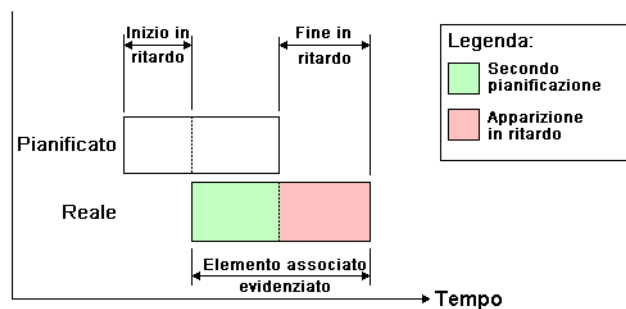 Inizio in
ritardo
Fine in
ritardo
Legenda:
Secondo
pianificazione
Apparizione
in ritardo
Pianificato
Reale
Elemento associato
evidenziato
Tempo